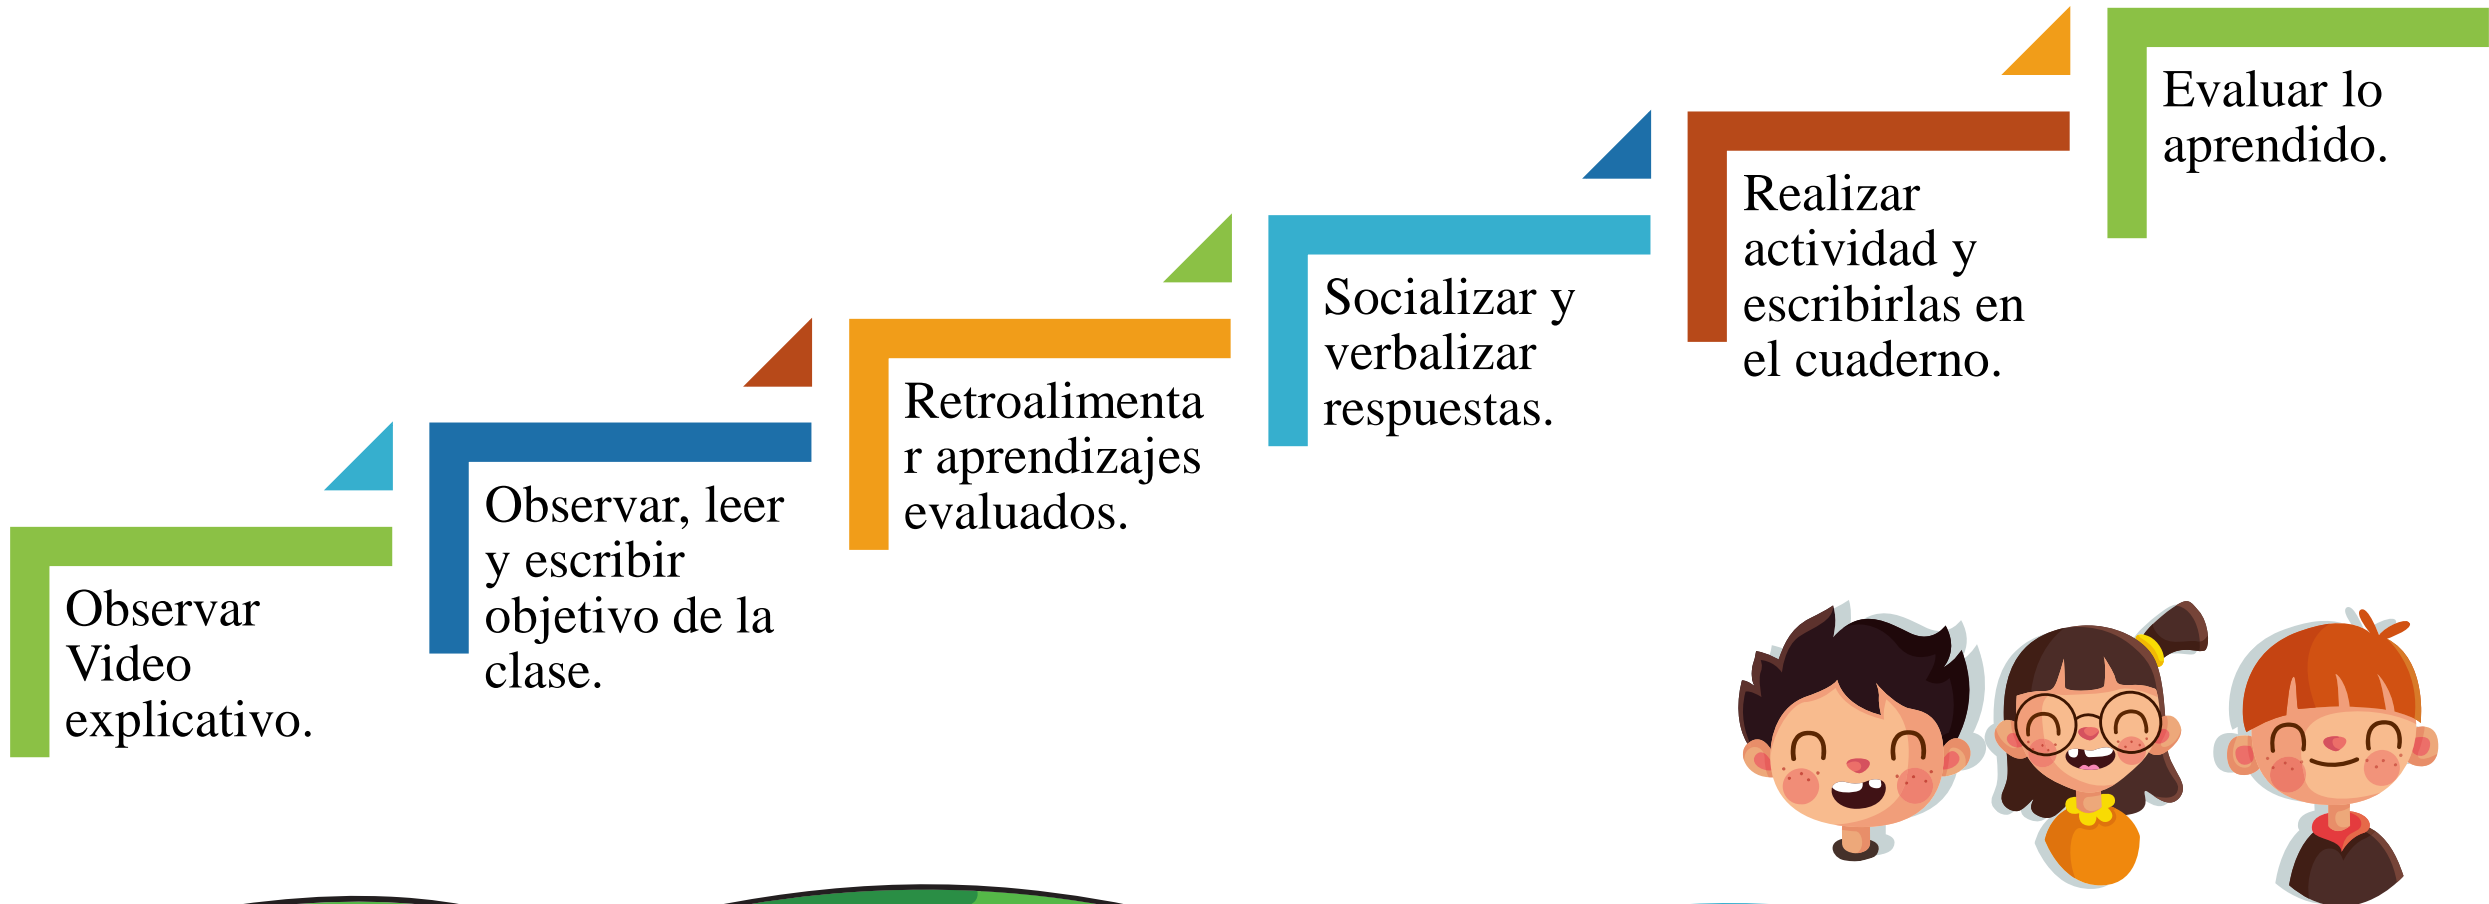 Observar
Video
explicativo.
Observar, leer
y escribir
objetivo de la
clase.
Retroalimenta
r aprendizajes
evaluados.
Socializar y
verbalizar
respuestas.
Realizar
actividad y
escribirlas en
el cuaderno.
Evaluar lo
aprendido.